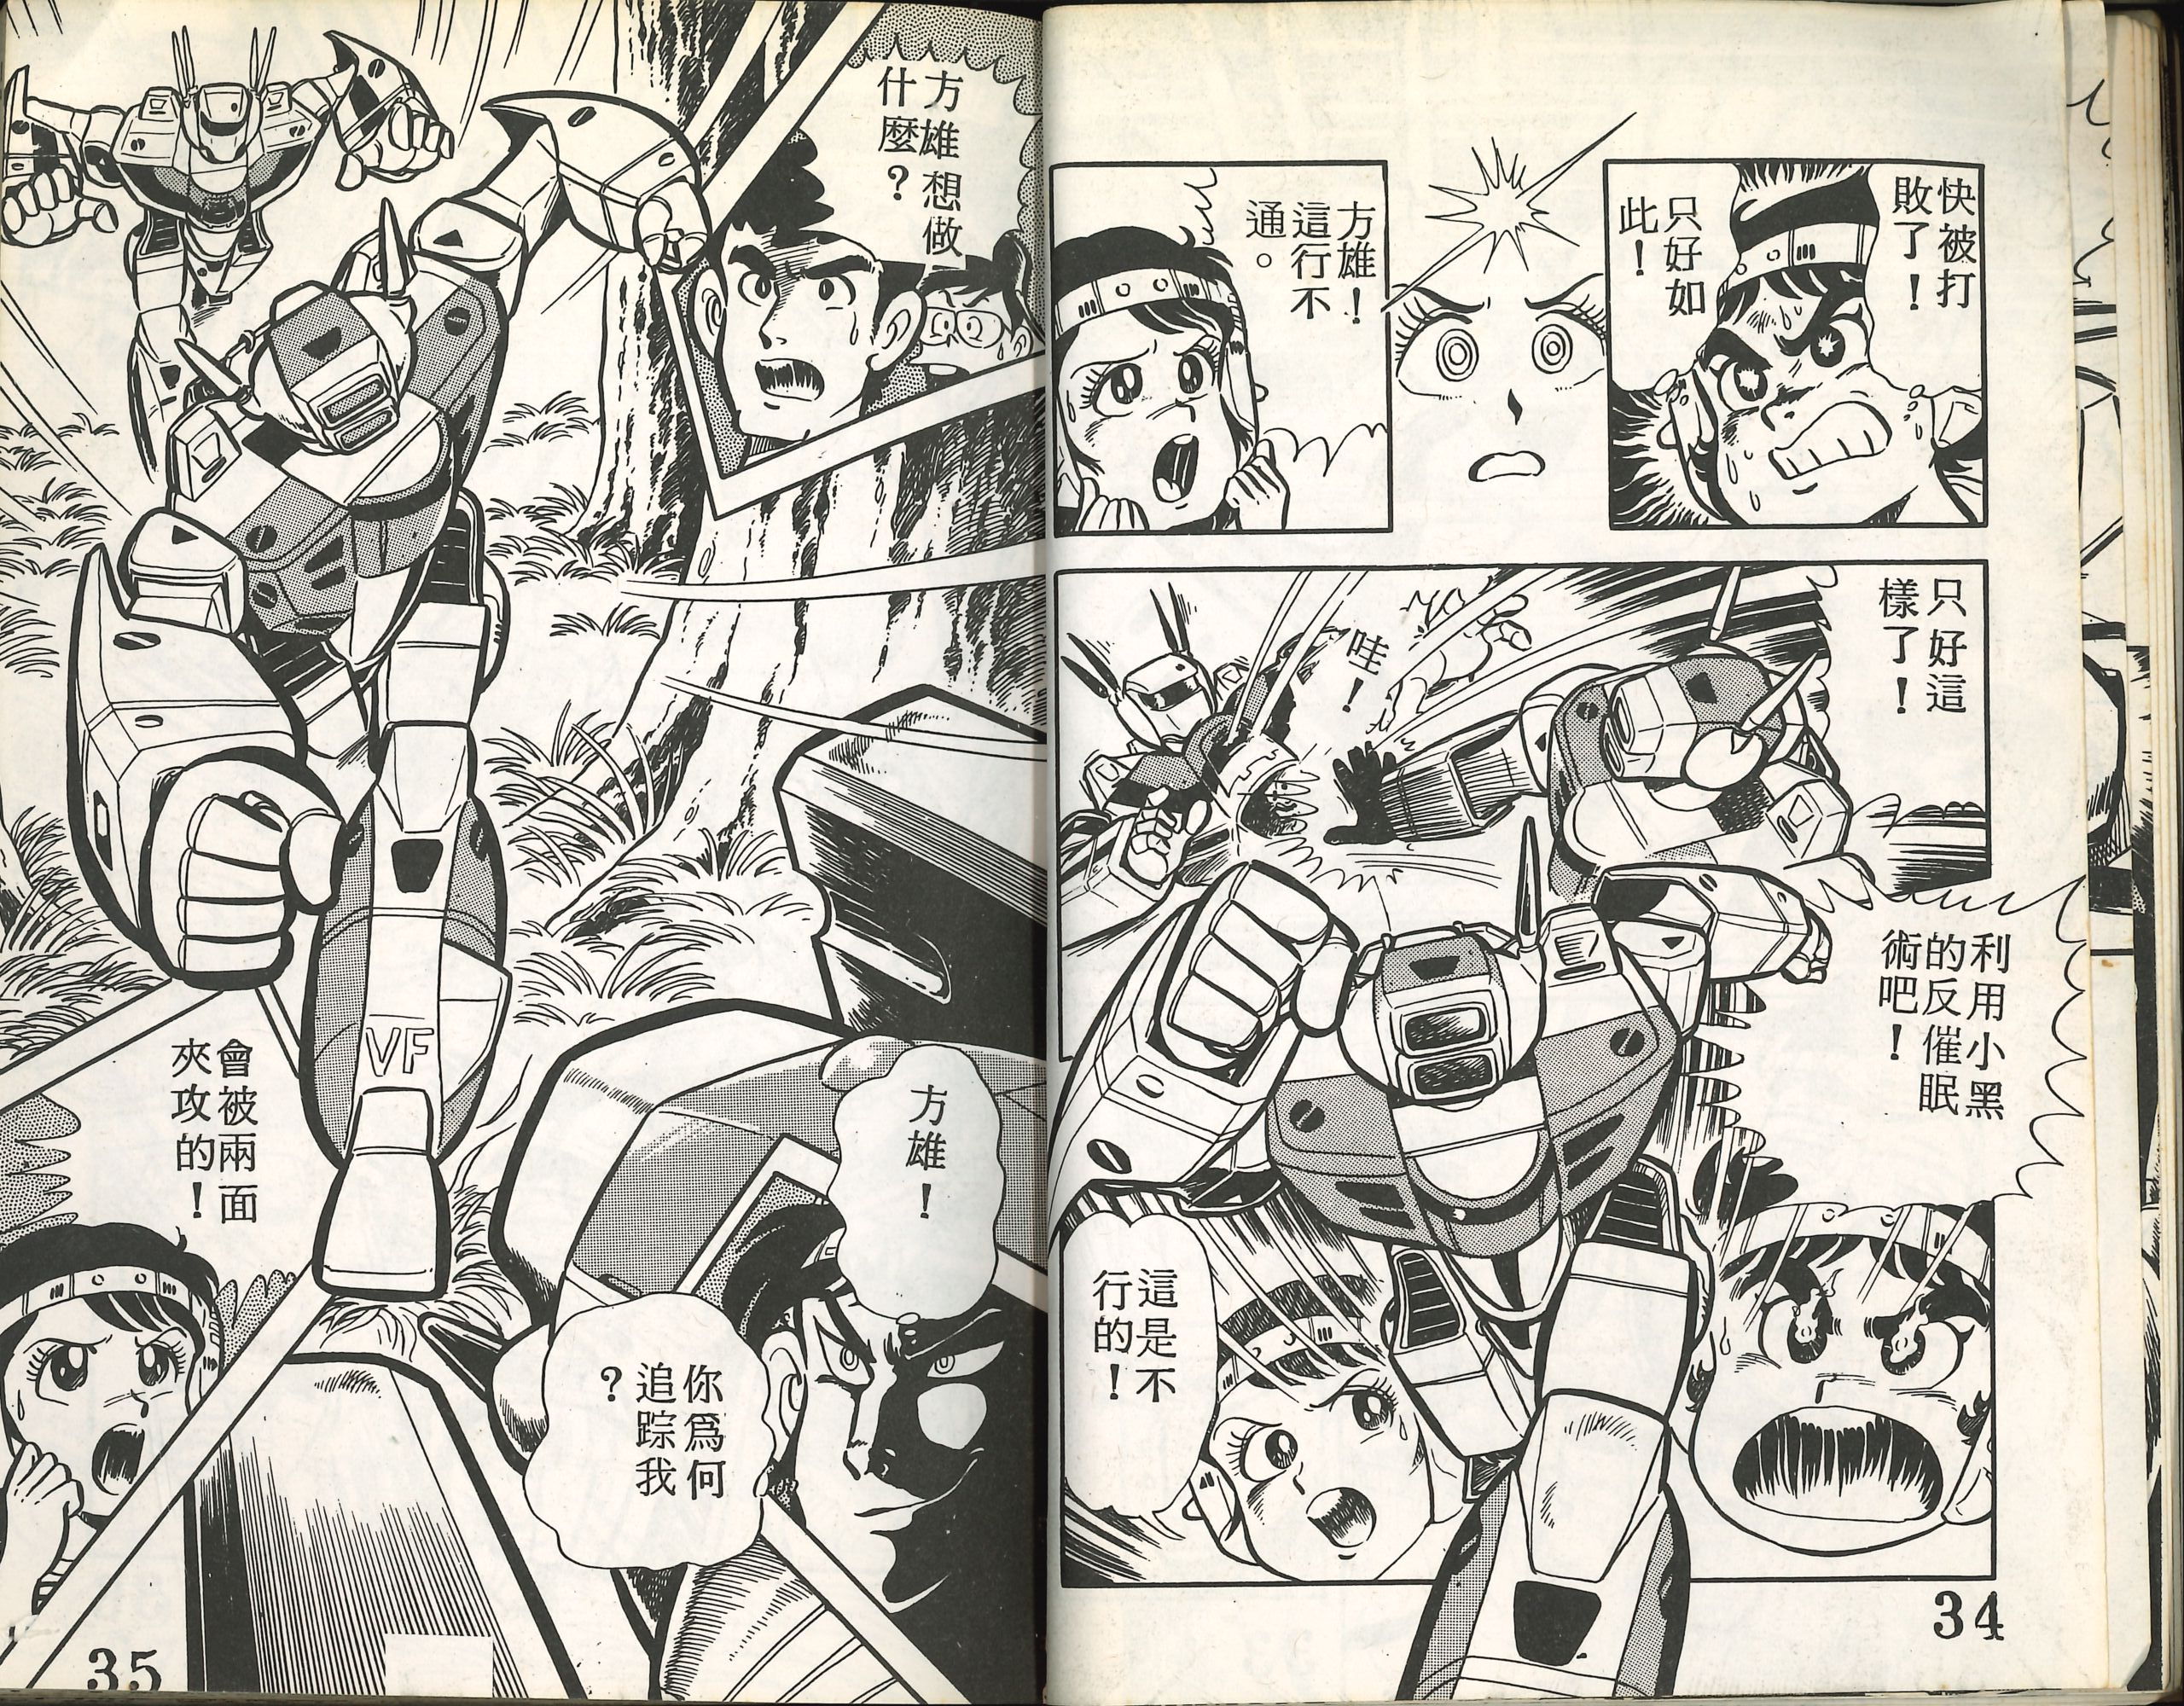 快被打
敗了！
只好如
此！
方雄！
這行不
通。
只好這
樣了！
哇！
利用小黑
的反催眠
術吧！
這是不
行的！
34
方雄想做
什麼？
VF
方雄！
你爲何
追踪我
？
會被兩面
夾攻的！
35